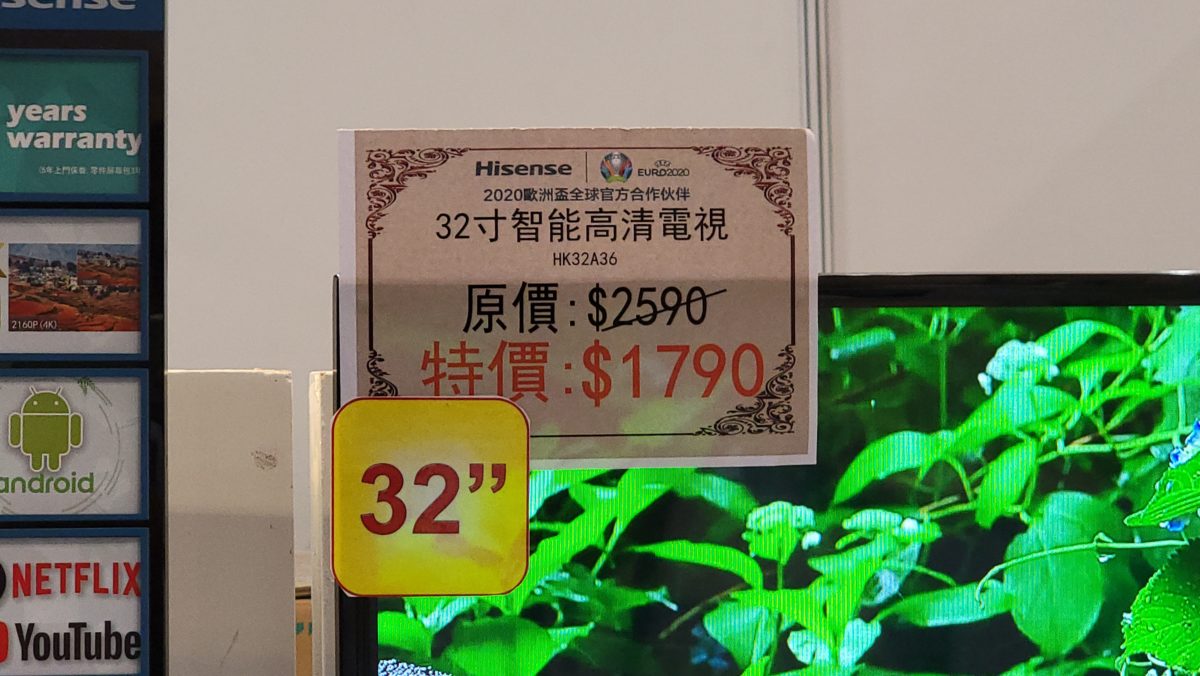 years
warranty
2160P (4K)
android
NETFLIX
YouTube
Hisense
UEFA
EURO2020
2020歐洲盃全球官方合作伙伴
32寸智能高清電視
HK32A36
原價:$2590
特價:$1790
32”